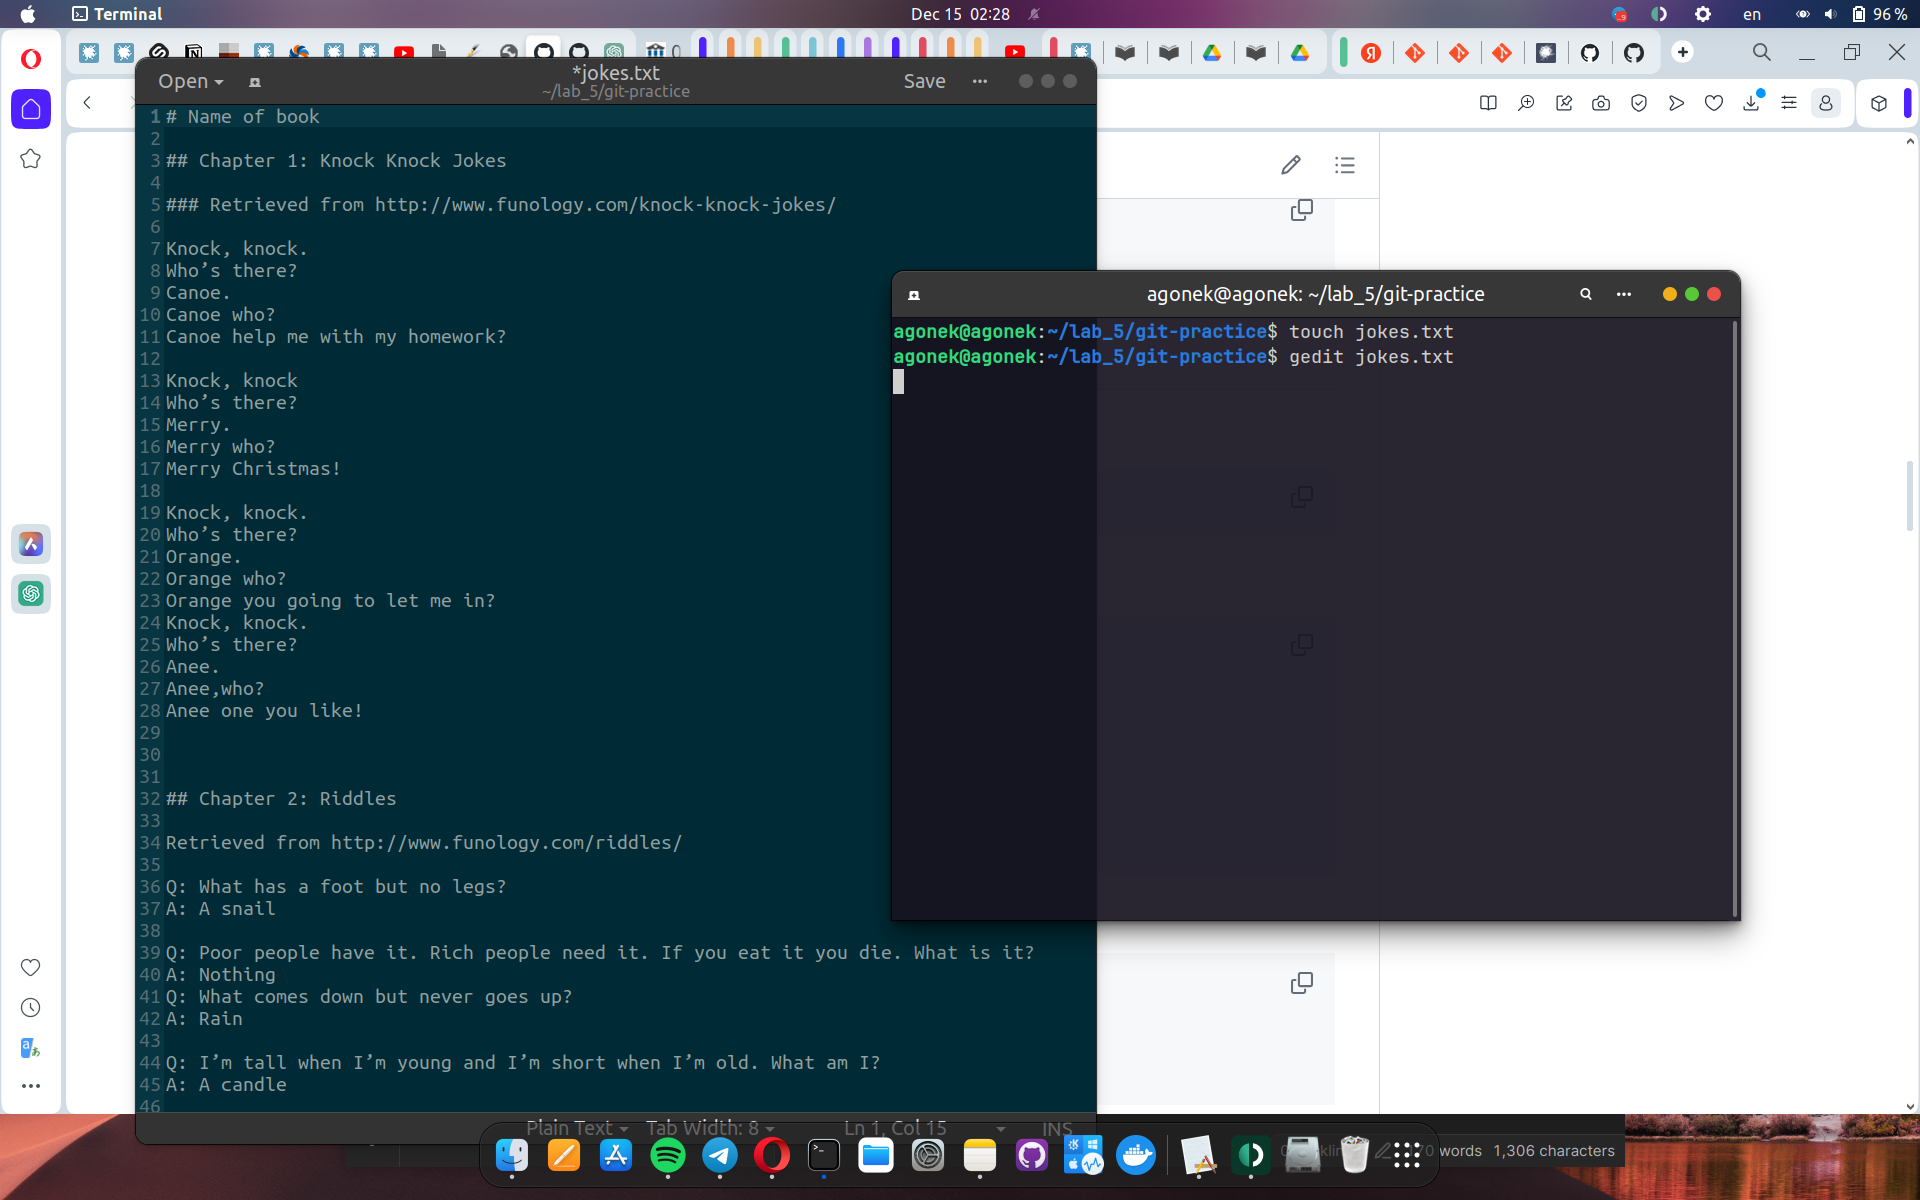 Terminal
Dec 15 02:28
en
96 %
Open
*jokes.txt
~/lab_5/git-practice
Save
1 # Name of book
2
3 ## Chapter 1: Knock Knock Jokes
4
5 ### Retrieved from http://www.funology.com/knock-knock-jokes/
6
7 Knock, knock.
8 Who’s there?
9 Canoe.
10 Canoe who?
11 Canoe help me with my homework?
12
13 Knock, knock
14 Who’s there?
15 Merry.
16 Merry who?
17 Merry Christmas!
18
19 Knock, knock.
20 Who’s there?
21 Orange.
22 Orange who?
23 Orange you going to let me in?
24 Knock, knock.
25 Who’s there?
26 Anee.
27 Anee,who?
28 Anee one you like!
29
30
31
32 ## Chapter 2: Riddles
33
34 Retrieved from http://www.funology.com/riddles/
35
36 Q: What has a foot but no legs?
37 A: A snail
38
39 Q: Poor people have it. Rich people need it. If you eat it you die. What is it?
40 A: Nothing
41 Q: What comes down but never goes up?
42 A: Rain
43
44 Q: I’m tall when I’m young and I’m short when I’m old. What am I?
45 A: A candle
46
Plain Text
Tab Width: 8
Ln 1, Col 15
INS
agonek@agonek: ~/lab_5/git-practice
agonek@agonek:~/lab_5/git-practice$ touch jokes.txt
agonek@agonek:~/lab_5/git-practice$ gedit jokes.txt
words 1,306 characters